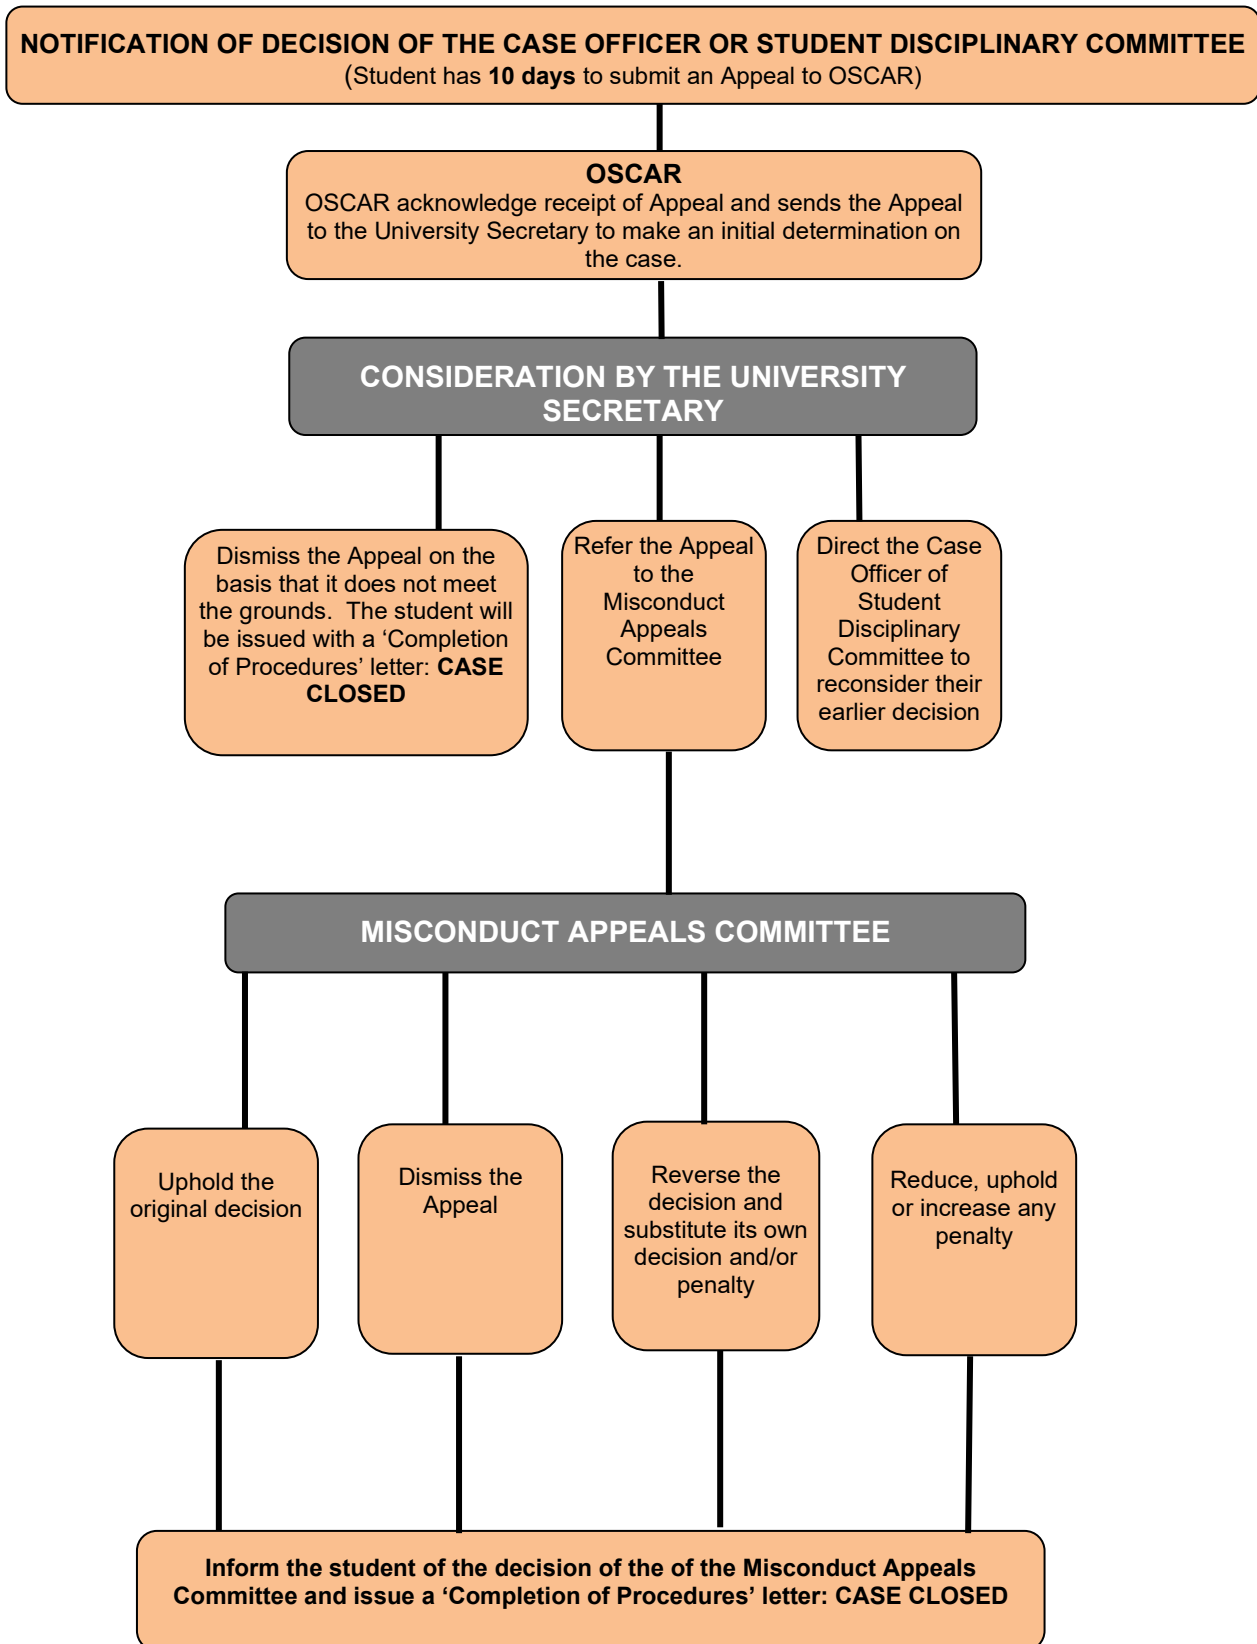 NOTIFICATION OF DECISION OF THE CASE OFFICER OR STUDENT DISCIPLINARY COMMITTEE
(Student has 10 days to submit an Appeal to OSCAR)
OSCAR
OSCAR acknowledge receipt of Appeal and sends the Appeal
to the University Secretary to make an initial determination on
the case.
CONSIDERATION BY THE UNIVERSITY
SECRETARY
Dismiss the Appeal on the
basis that it does not meet
the grounds.  The student will
be issued with a ‘Completion
of Procedures’ letter: CASE
CLOSED
Refer the Appeal
to the
Misconduct
Appeals
Committee
Direct the Case
Officer of
Student
Disciplinary
Committee to
reconsider their
earlier decision
MISCONDUCT APPEALS COMMITTEE
Uphold the
original decision
Dismiss the
Appeal
Reverse the
decision and
substitute its own
decision and/or
penalty
Reduce, uphold
or increase any
penalty
Inform the student of the decision of the of the Misconduct Appeals
Committee and issue a ‘Completion of Procedures’ letter: CASE CLOSED